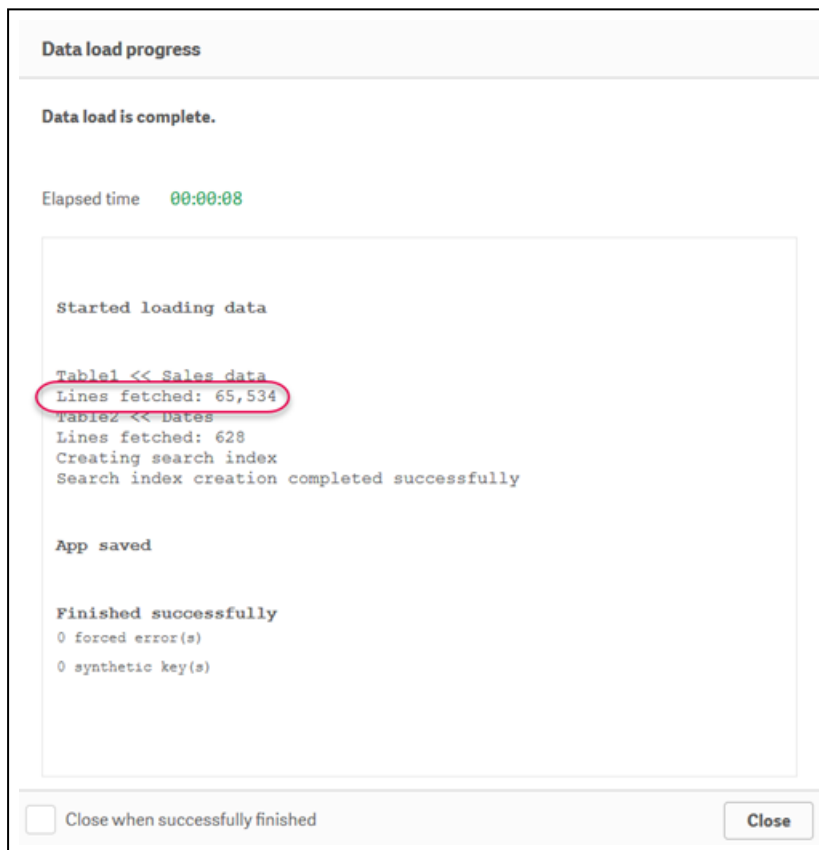 Data load progress
Data load is complete.
Elapsed time 00:00:08
Started loading data
Table1 << Sales data
Lines fetched: 65,534
Table2 << Dates
Lines fetched: 628
Creating search index
Search index creation completed successfully
App saved
Finished successfully
0 forced error(s)
0 synthetic key(s)
Close when successfully finished
Close